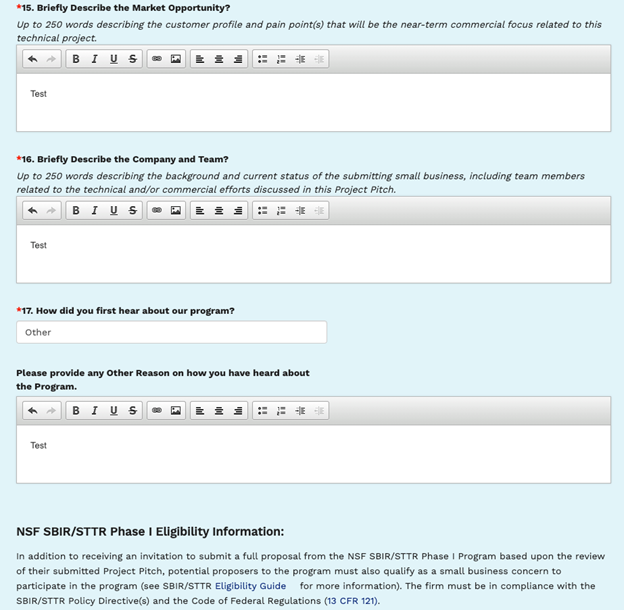 *15. Briefly Describe the Market Opportunity?
Up to 250 words describing the customer profile and pain point(s) that will be the near-term commercial focus related to this
technical project.
B I U S
Test
*16. Briefly Describe the Company and Team?
Up to 250 words describing the background and current status of the submitting small business, including team members
related to the technical and/or commercial efforts discussed in this Project Pitch.
B I U S
Test
*17. How did you first hear about our program?
Other
Please provide any Other Reason on how you have heard about
the Program.
B I U S
Test
NSF SBIR/STTR Phase I Eligibility Information:
In addition to receiving an invitation to submit a full proposal from the NSF SBIR/STTR Phase I Program based upon the review
of their submitted Project Pitch, potential proposers to the program must also qualify as a small business concern to
participate in the program (see SBIR/STTR Eligibility Guide for more information). The firm must be in compliance with the
SBIR/STTR Policy Directive(s) and the Code of Federal Regulations (13 CFR 121).